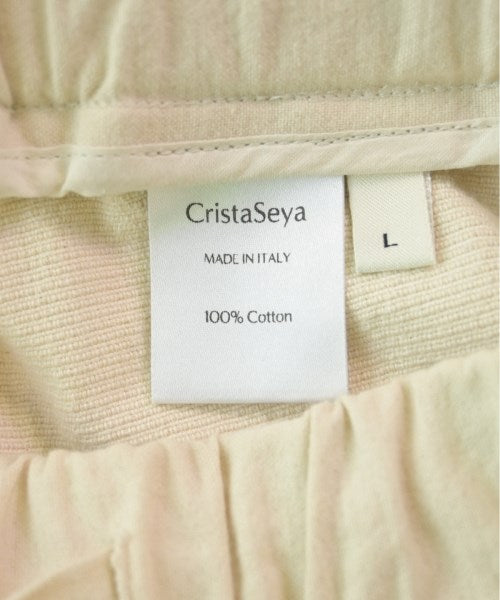 CristaSeya
MADE IN ITALY
100% Cotton
L